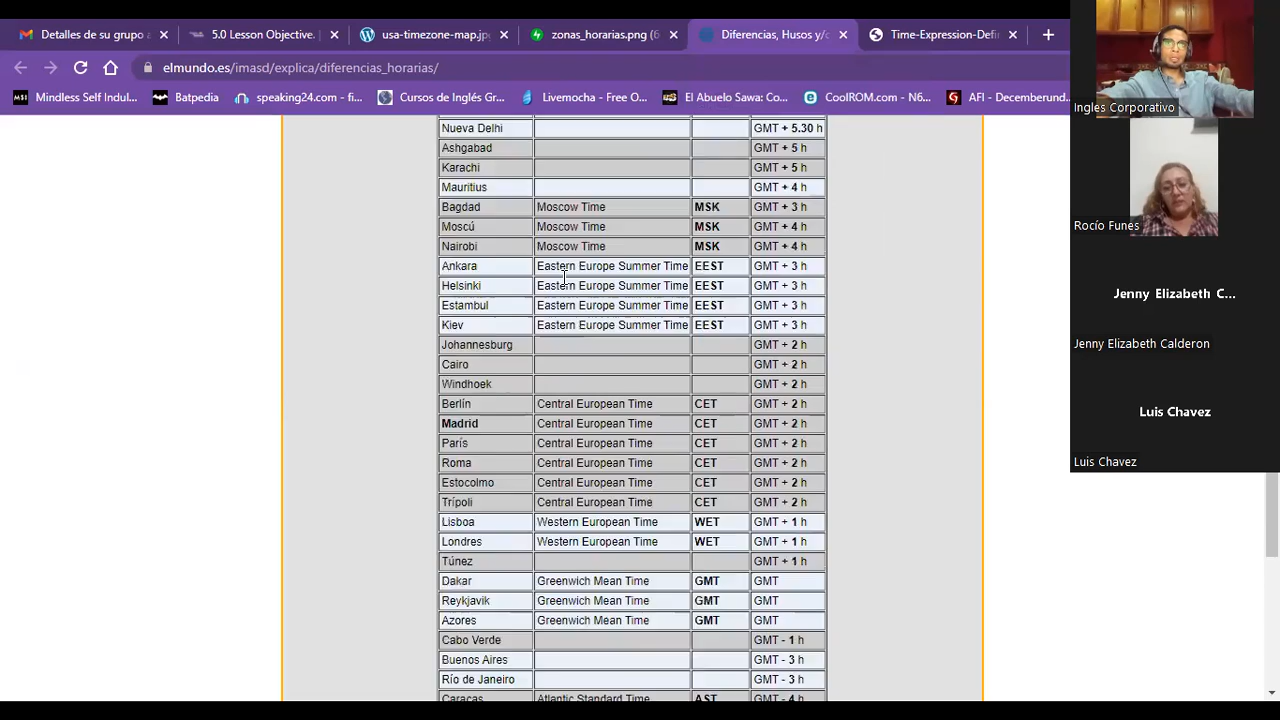 Detalles de su grupo a
5.0 Lesson Objective.
usa-timezone-map.jp
zonas_horarias.png (6
Diferencias, Husos y/o
Time-Expression-Defi
elmundo.es/imasd/explica/diferencias_horarias/
Mindless Self Indul...
Batpedia
speaking24.com - fi...
Cursos de Inglés Gr...
Livemocha - Free O...
El Abuelo Sawa: Co...
CoolROM.com - N6...
AFI - Decemberund
Nueva Delhi GMT + 5.30 h
Ashgabad GMT + 5 h
Karachi GMT + 5 h
Mauritius GMT + 4 h
Bagdad Moscow Time MSK GMT + 3 h
Moscú Moscow Time MSK GMT + 4 h
Nairobi Moscow Time MSK GMT + 4 h
Ankara Eastern Europe Summer Time EEST GMT + 3 h
Helsinki Eastern Europe Summer Time EEST GMT + 3 h
Estambul Eastern Europe Summer Time EEST GMT + 3 h
Kiev Eastern Europe Summer Time EEST GMT + 3 h
Johannesburg GMT + 2 h
Cairo GMT + 2 h
Windhoek GMT + 2 h
Berlín Central European Time CET GMT + 2 h
Madrid Central European Time CET GMT + 2 h
París Central European Time CET GMT + 2 h
Roma Central European Time CET GMT + 2 h
Estocolmo Central European Time CET GMT + 2 h
Trípoli Central European Time CET GMT + 2 h
Lisboa Western European Time WET GMT + 1 h
Londres Western European Time WET GMT + 1 h
Túnez GMT + 1 h
Dakar Greenwich Mean Time GMT GMT
Reykjavik Greenwich Mean Time GMT GMT
Azores Greenwich Mean Time GMT GMT
Cabo Verde GMT - 1 h
Buenos Aires GMT - 3 h
Río de Janeiro GMT - 3 h
Caracas Atlantic Standard Time AST GMT - 4 h
Ingles Corporativo
Rocío Funes
Jenny Elizabeth C...
Jenny Elizabeth Calderon
Luis Chavez
Luis Chavez